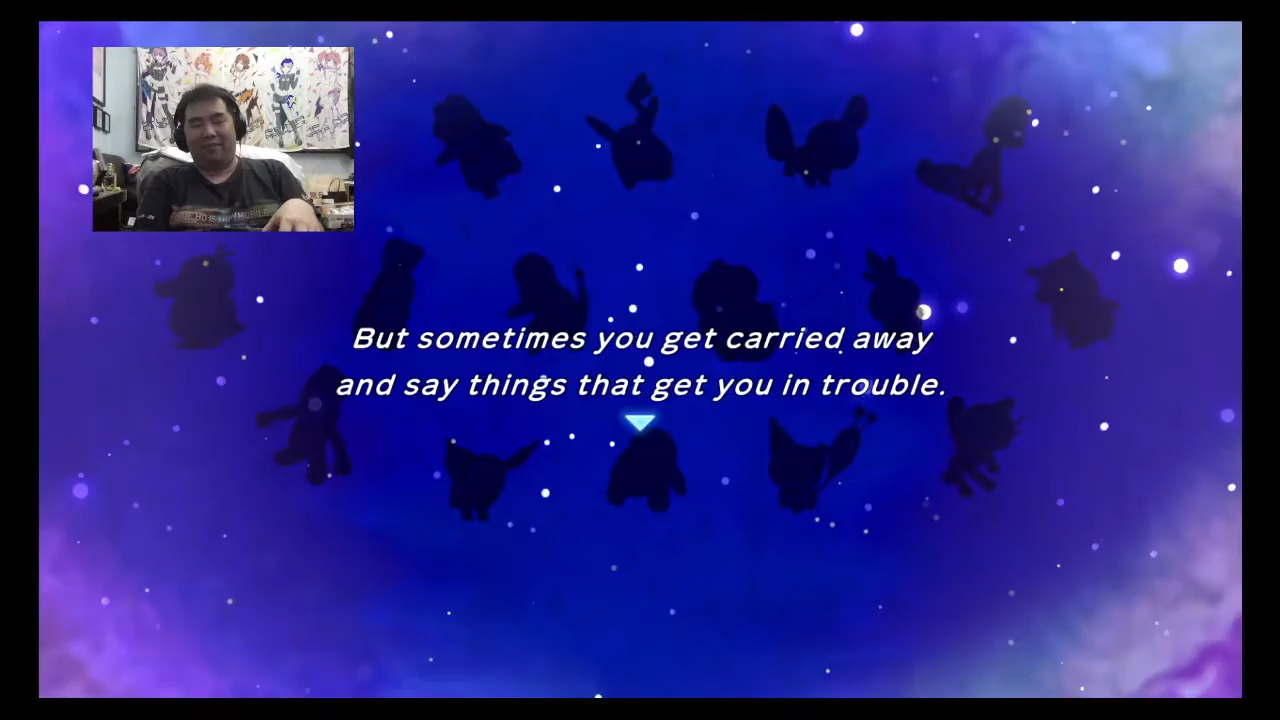 But sometimes you get carried away
and say things that get you in trouble.